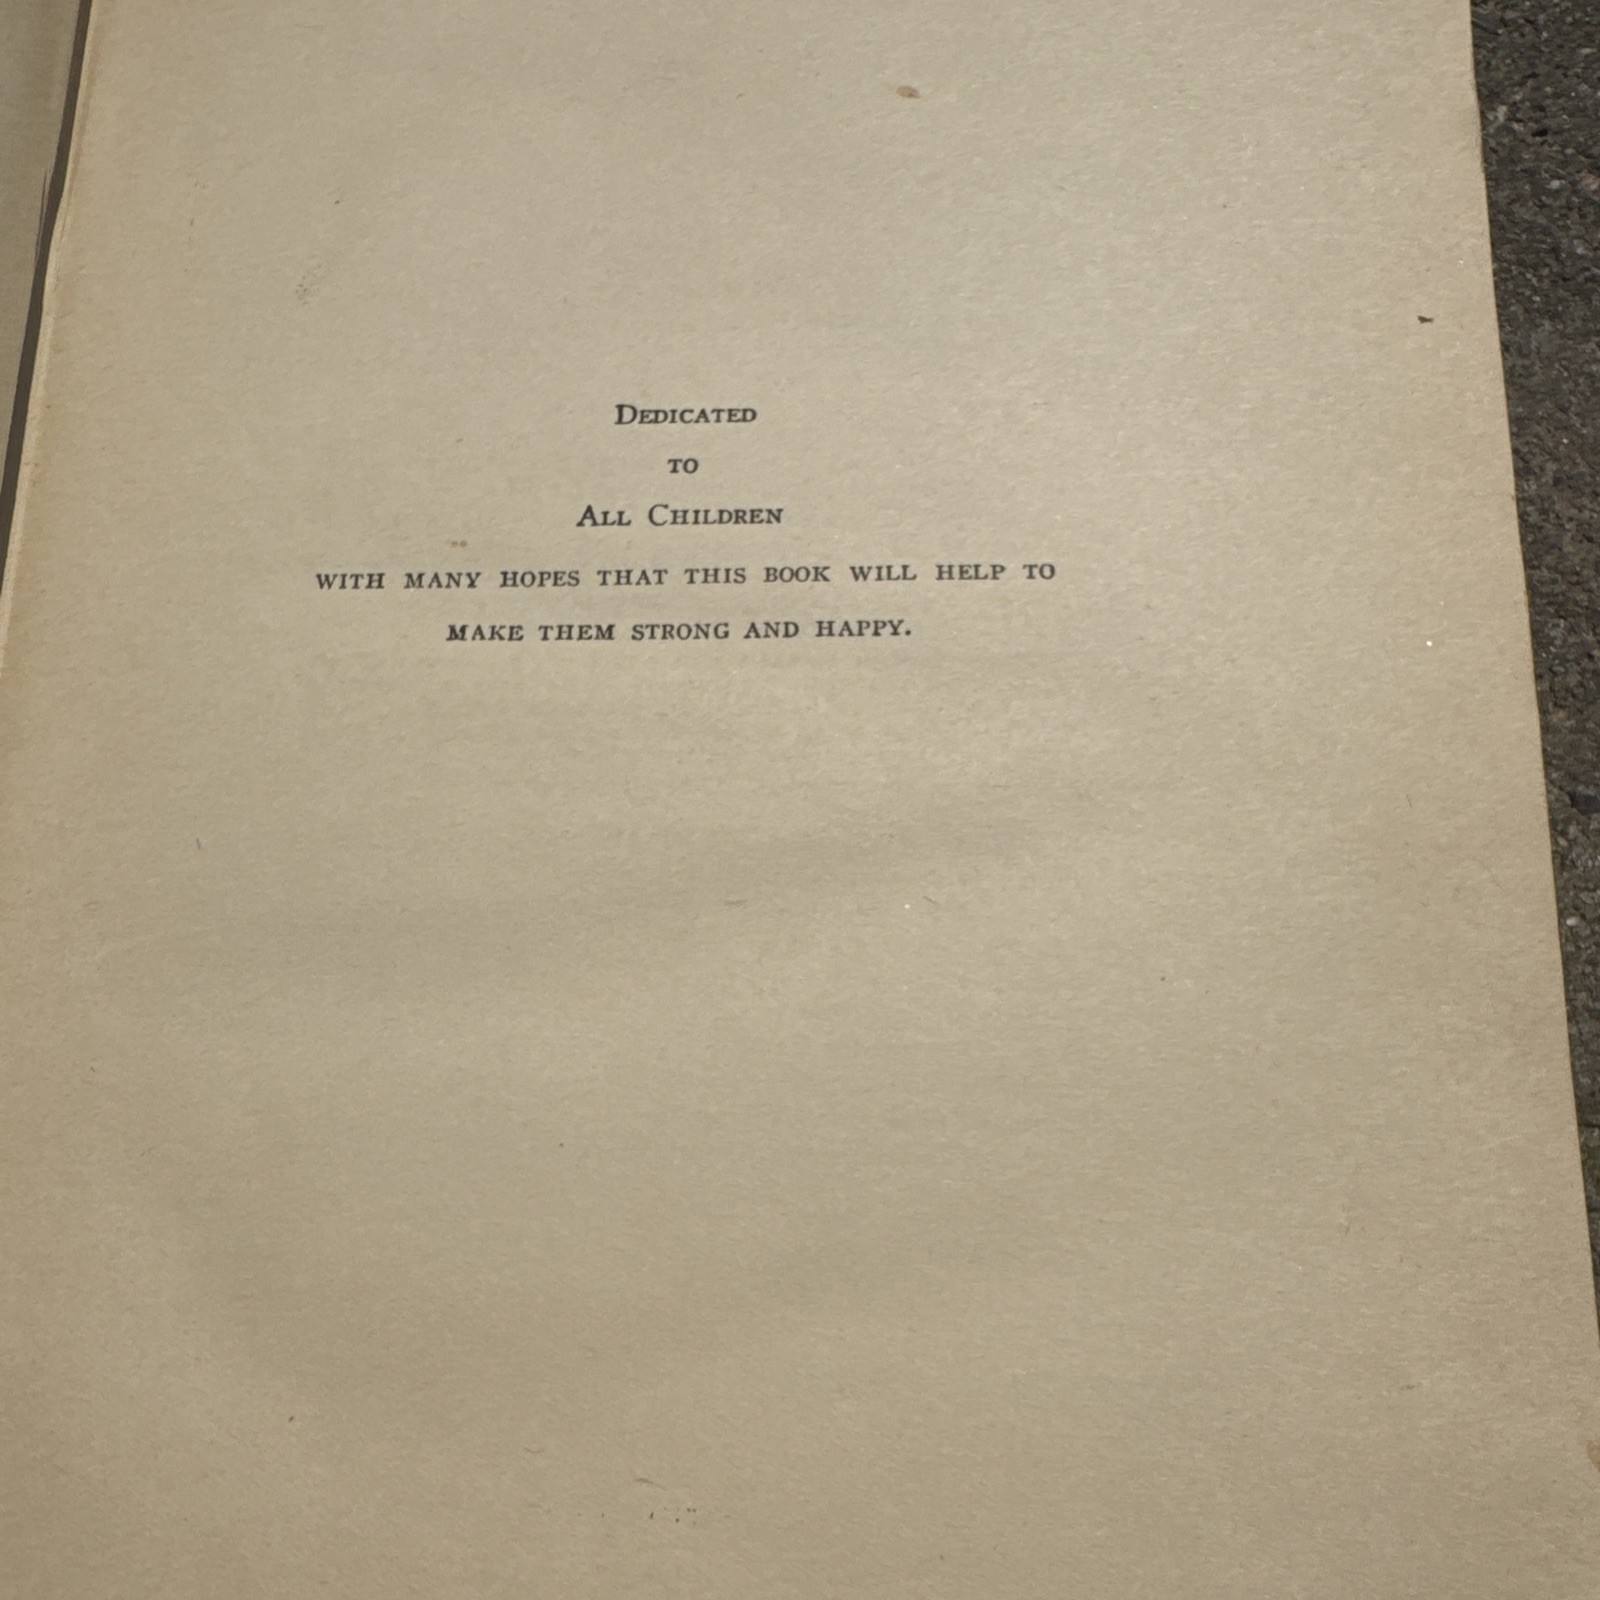 Dedicated
to
All Children
with many hopes that this book will help to
make them strong and happy.